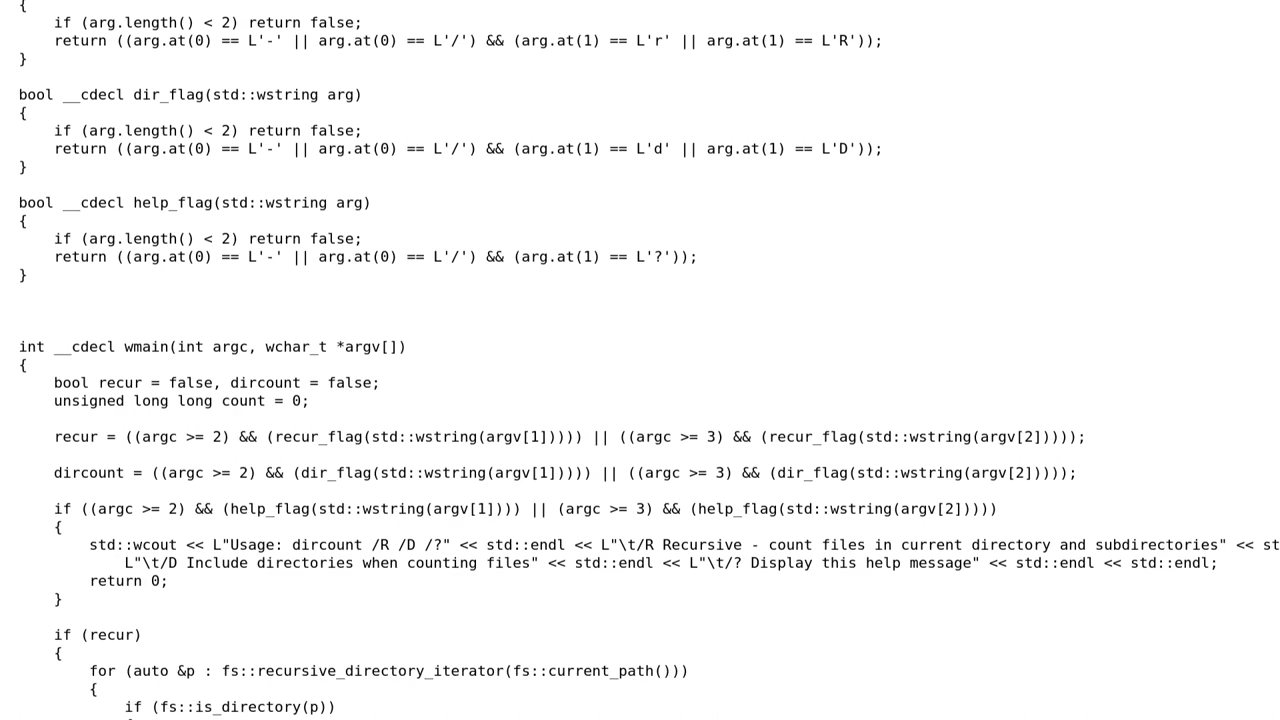 {
    if (arg.length() < 2) return false;
    return ((arg.at(0) == L'-' || arg.at(0) == L'/') && (arg.at(1) == L'r' || arg.at(1) == L'R'));
}

bool __cdecl dir_flag(std::wstring arg)
{
    if (arg.length() < 2) return false;
    return ((arg.at(0) == L'-' || arg.at(0) == L'/') && (arg.at(1) == L'd' || arg.at(1) == L'D'));
}

bool __cdecl help_flag(std::wstring arg)
{
    if (arg.length() < 2) return false;
    return ((arg.at(0) == L'-' || arg.at(0) == L'/') && (arg.at(1) == L'?'));
}

int __cdecl wmain(int argc, wchar_t *argv[])
{
    bool recur = false, dircount = false;
    unsigned long long count = 0;

    recur = ((argc >= 2) && (recur_flag(std::wstring(argv[1])))) || ((argc >= 3) && (recur_flag(std::wstring(argv[2]))));

    dircount = ((argc >= 2) && (dir_flag(std::wstring(argv[1])))) || ((argc >= 3) && (dir_flag(std::wstring(argv[2]))));

    if ((argc >= 2) && (help_flag(std::wstring(argv[1]))) || (argc >= 3) && (help_flag(std::wstring(argv[2]))))
    {
        std::wcout << L"Usage: dircount /R /D /?" << std::endl << L"\t/R Recursive - count files in current directory and subdirectories" << st
               L"\t/D Include directories when counting files" << std::endl << L"\t/? Display this help message" << std::endl << std::endl;
        return 0;
    }

    if (recur)
    {
        for (auto &p : fs::recursive_directory_iterator(fs::current_path()))
        {
            if (fs::is_directory(p))